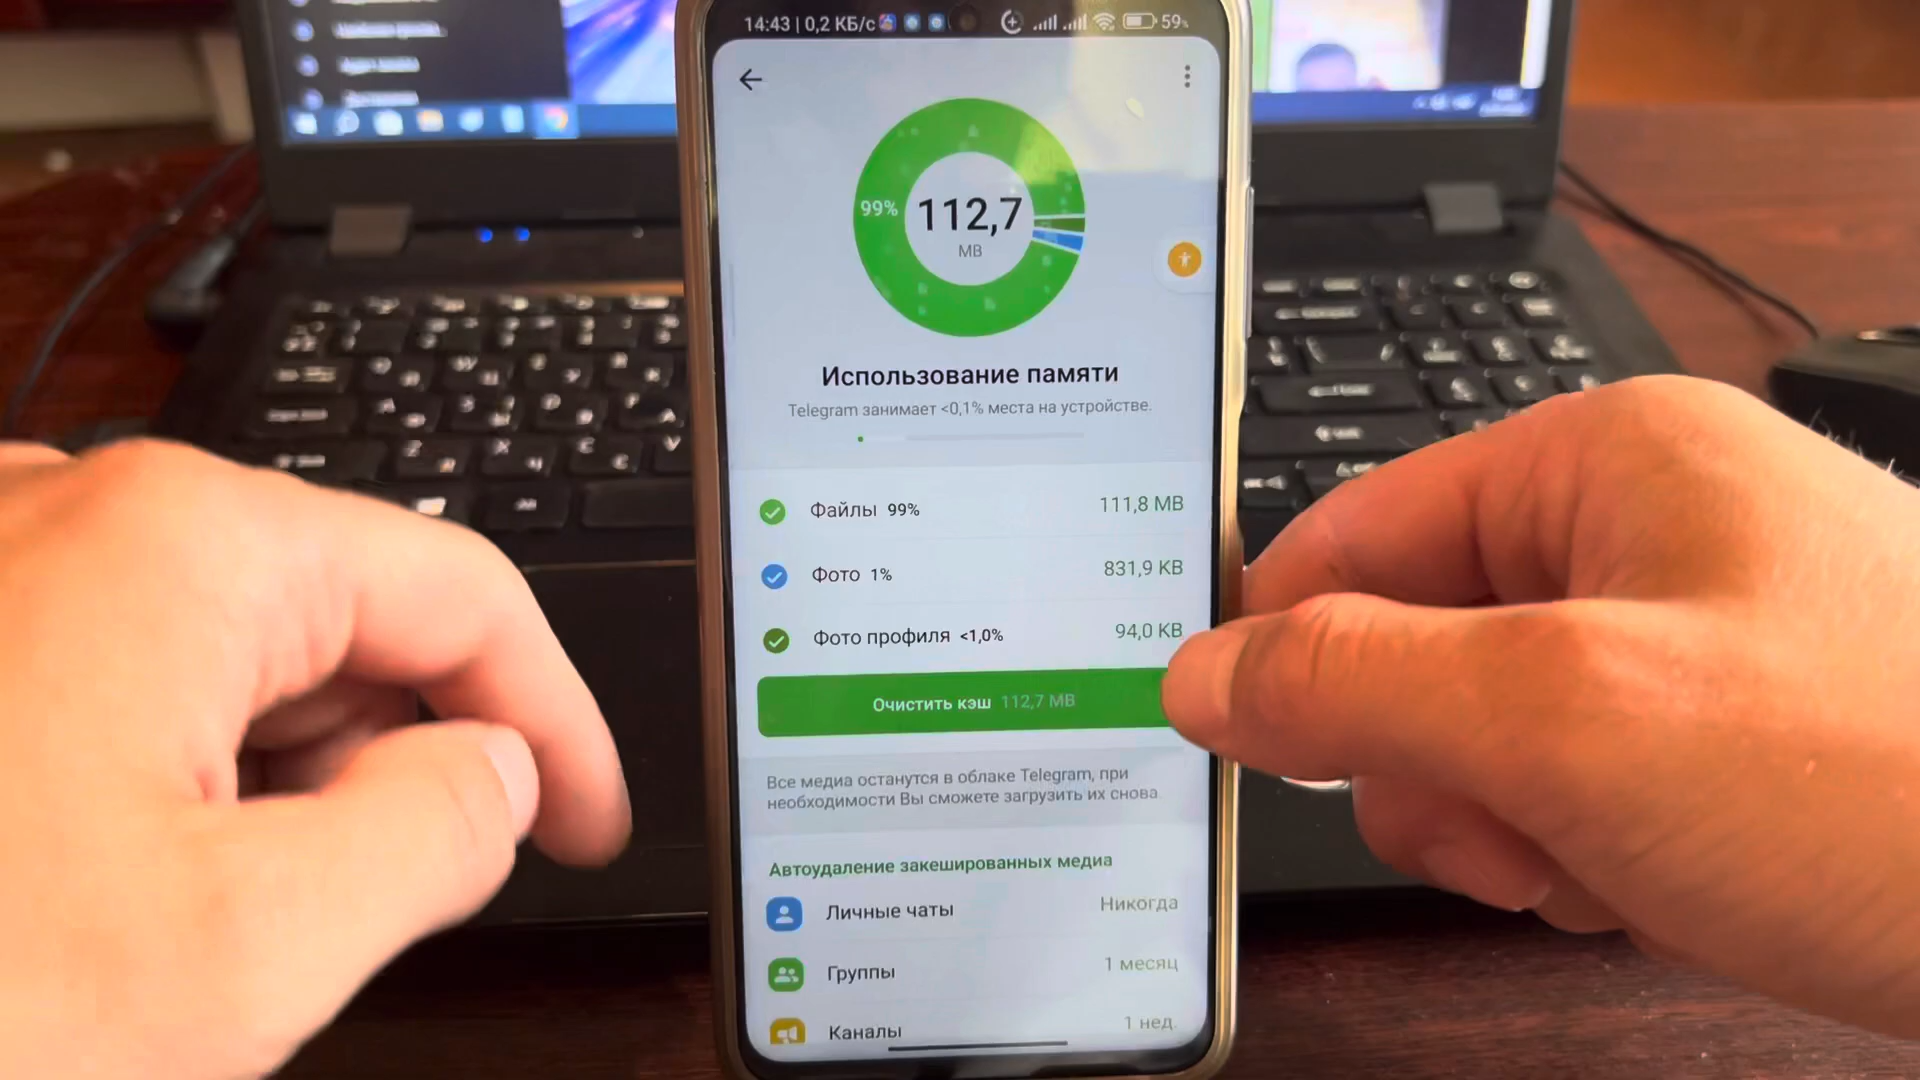 14:43 | 0,2 КБ/с
59%
99%
112,7
MB
Использование памяти
Telegram занимает <0,1% места на устройстве.
Файлы 99% 111,8 MB
Фото 1% 831,9 KB
Фото профиля <1,0% 94,0 KB
Очистить кэш 112,7 MB
Все медиа останутся в облаке Telegram, при
необходимости Вы сможете загрузить их снова.
Автоудаление закешированных медиа
Личные чаты Никогда
Группы 1 месяц
Каналы 1 нед.